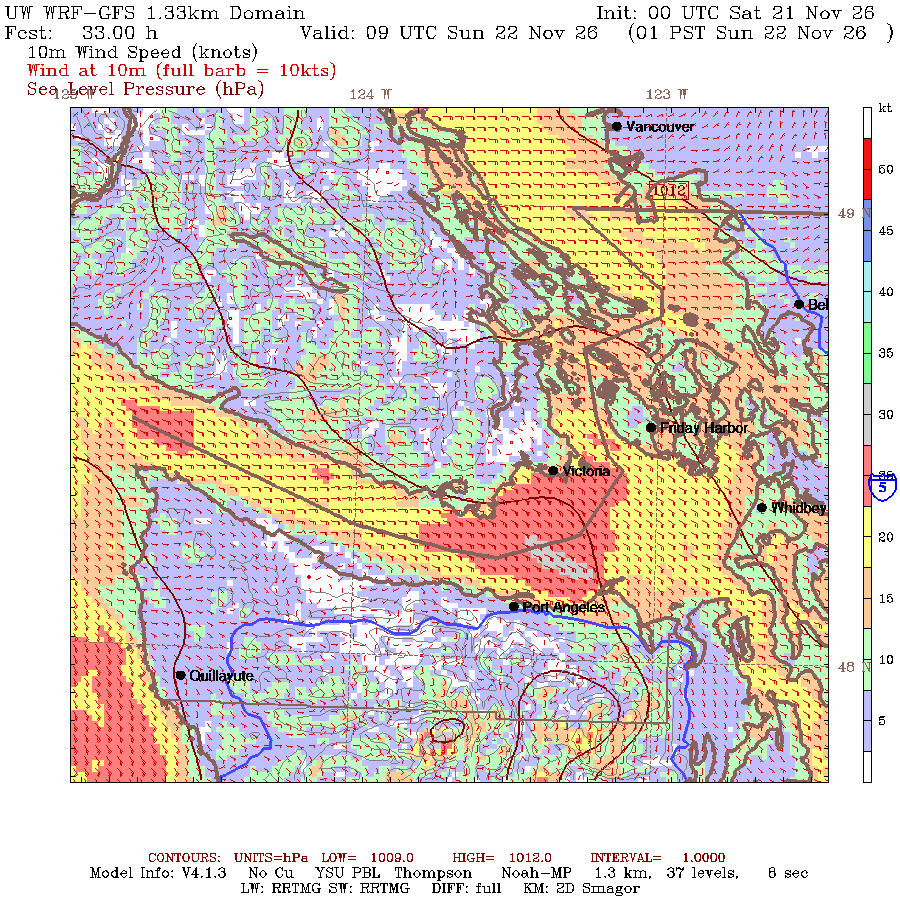 UW WRF-GFS 1.33km Domain Init: 00 UTC Sat 21 Nov 26
Fcst: 33.00 h Valid: 09 UTC Sun 22 Nov 26 (01 PST Sun 22 Nov 26 )
10m Wind Speed (knots)
Wind at 10m (full barb = 10kts)
Sea Level Pressure (hPa)
125 W 124 W 123 W
kt
Vancouver
60
1012
49 N
45
40
Bel
35
30
Friday Harbor
Victoria
25
5
Whidbey
20
15
Port Angeles
10
48 N
Quillayute
5
CONTOURS: UNITS=hPa LOW= 1009.0 HIGH= 1012.0 INTERVAL= 1.0000
Model Info: V4.1.3 No Cu YSU PBL Thompson Noah-MP 1.3 km, 37 levels, 8 sec
LW: RRTMG SW: RRTMG DIFF: full KM: 2D Smagor